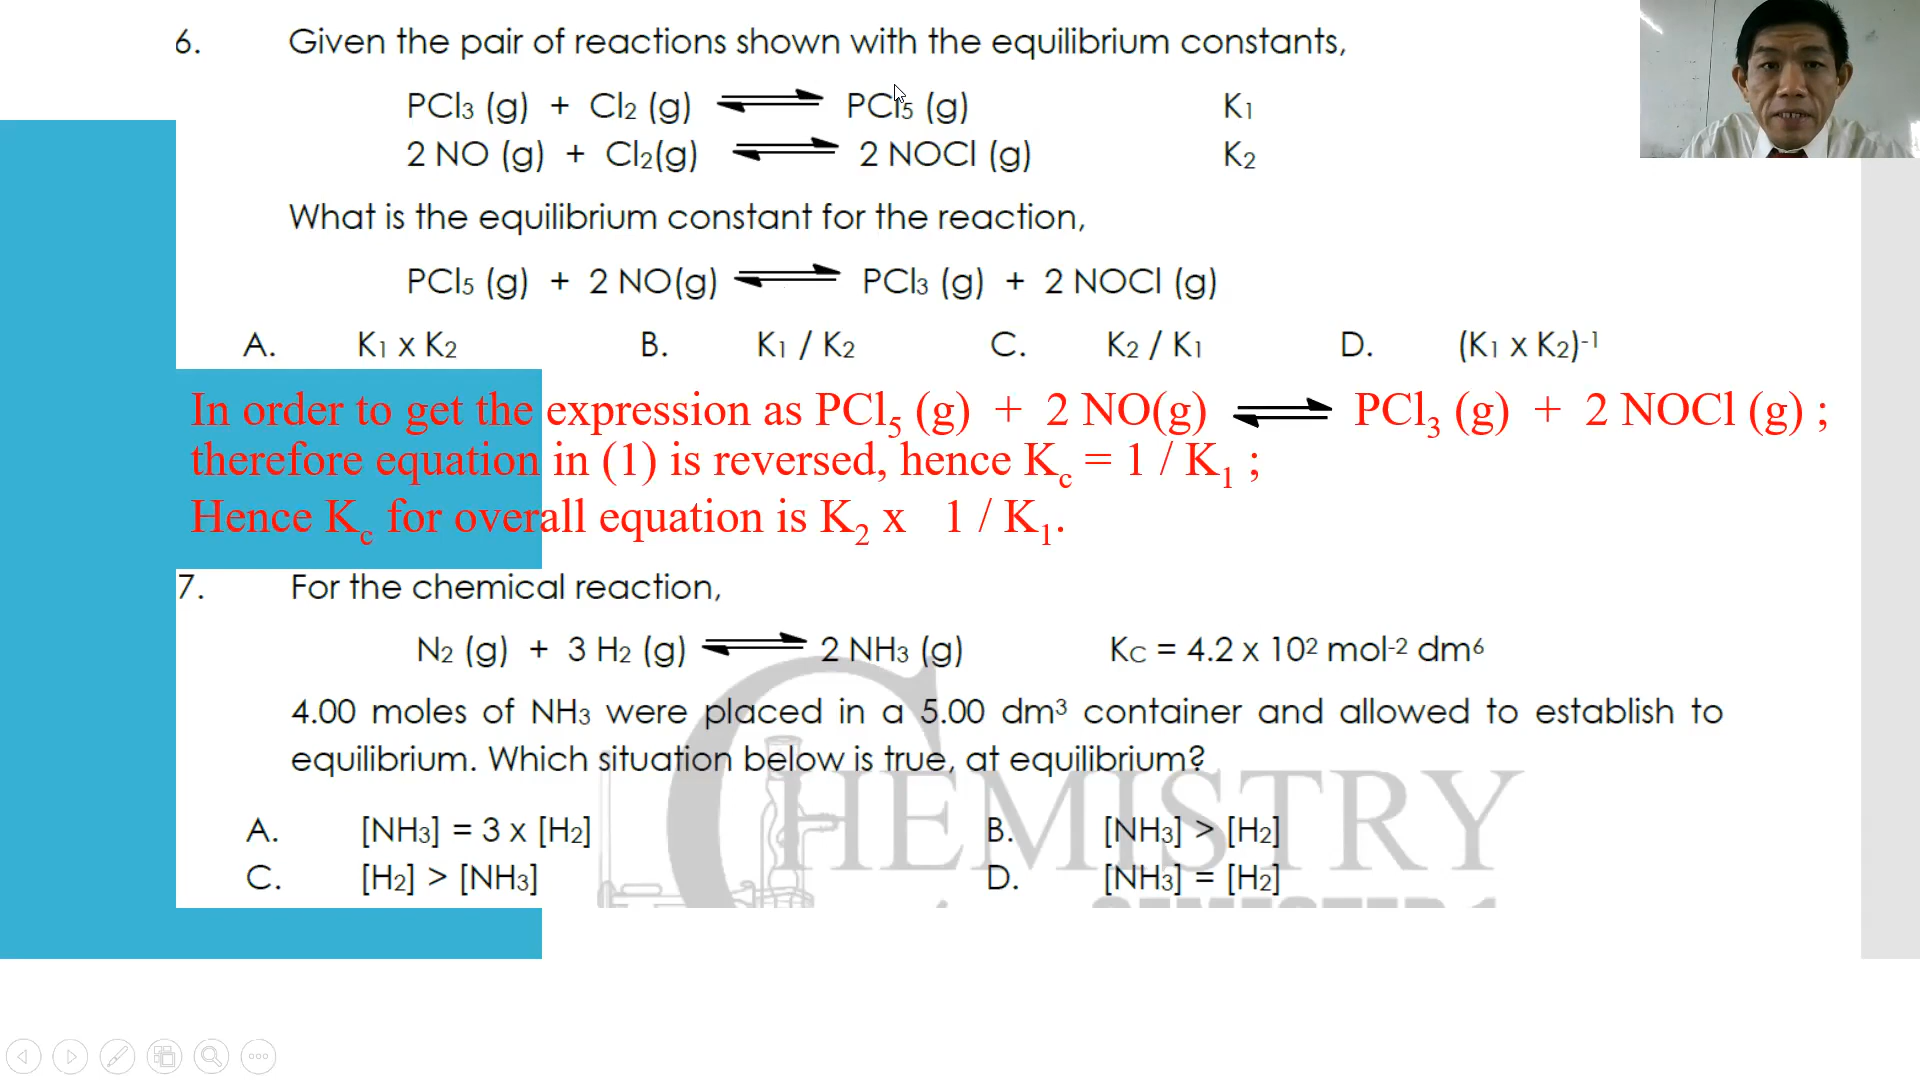 6. Given the pair of reactions shown with the equilibrium constants,
PCl₃ (g) + Cl₂ (g) ⇌ PCl₅ (g) K₁
2 NO (g) + Cl₂(g) ⇌ 2 NOCl (g) K₂
What is the equilibrium constant for the reaction,
PCl₅ (g) + 2 NO(g) ⇌ PCl₃ (g) + 2 NOCl (g)
A. K₁ x K₂ B. K₁ / K₂ C. K₂ / K₁ D. (K₁ x K₂)⁻¹
In order to get the expression as PCl₅ (g) + 2 NO(g) ⇌ PCl₃ (g) + 2 NOCl (g) ;
therefore equation in (1) is reversed, hence K꜀ = 1 / K₁ ;
Hence K꜀ for overall equation is K₂ x 1 / K₁.
7. For the chemical reaction,
N₂ (g) + 3 H₂ (g) ⇌ 2 NH₃ (g) KC = 4.2 x 10² mol⁻² dm⁶
4.00 moles of NH₃ were placed in a 5.00 dm³ container and allowed to establish to
equilibrium. Which situation below is true, at equilibrium?
A. [NH₃] = 3 x [H₂] B. [NH₃] > [H₂]
C. [H₂] > [NH₃] D. [NH₃] = [H₂]
CHEMISTRY